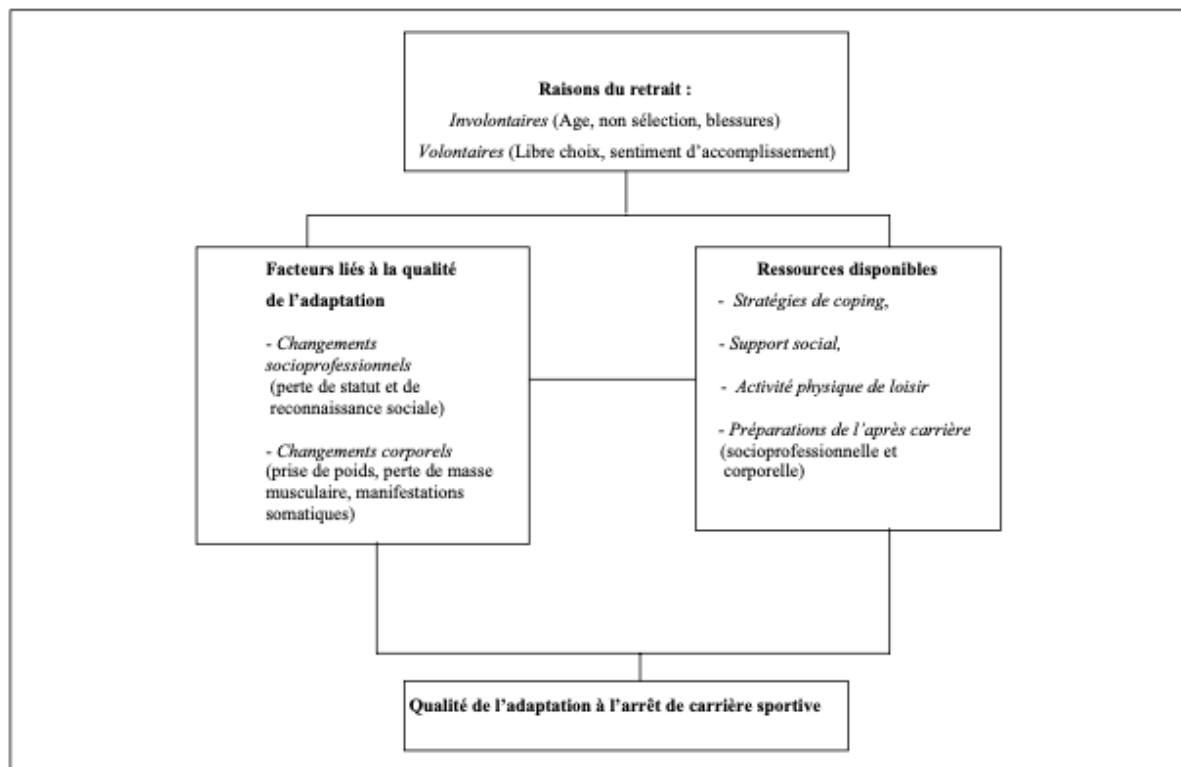 Raisons du retrait :
Involontaires (Age, non sélection, blessures)
Volontaires (Libre choix, sentiment d'accomplissement)
Facteurs liés à la qualité
de l'adaptation
- Changements
socioprofessionnels
(perte de statut et de
reconnaissance sociale)
- Changements corporels
(prise de poids, perte de masse
musculaire, manifestations
somatiques)
Ressources disponibles
- Stratégies de coping,
- Support social,
- Activité physique de loisir
- Préparations de l'après carrière
(socioprofessionnelle et
corporelle)
Qualité de l'adaptation à l'arrêt de carrière sportive